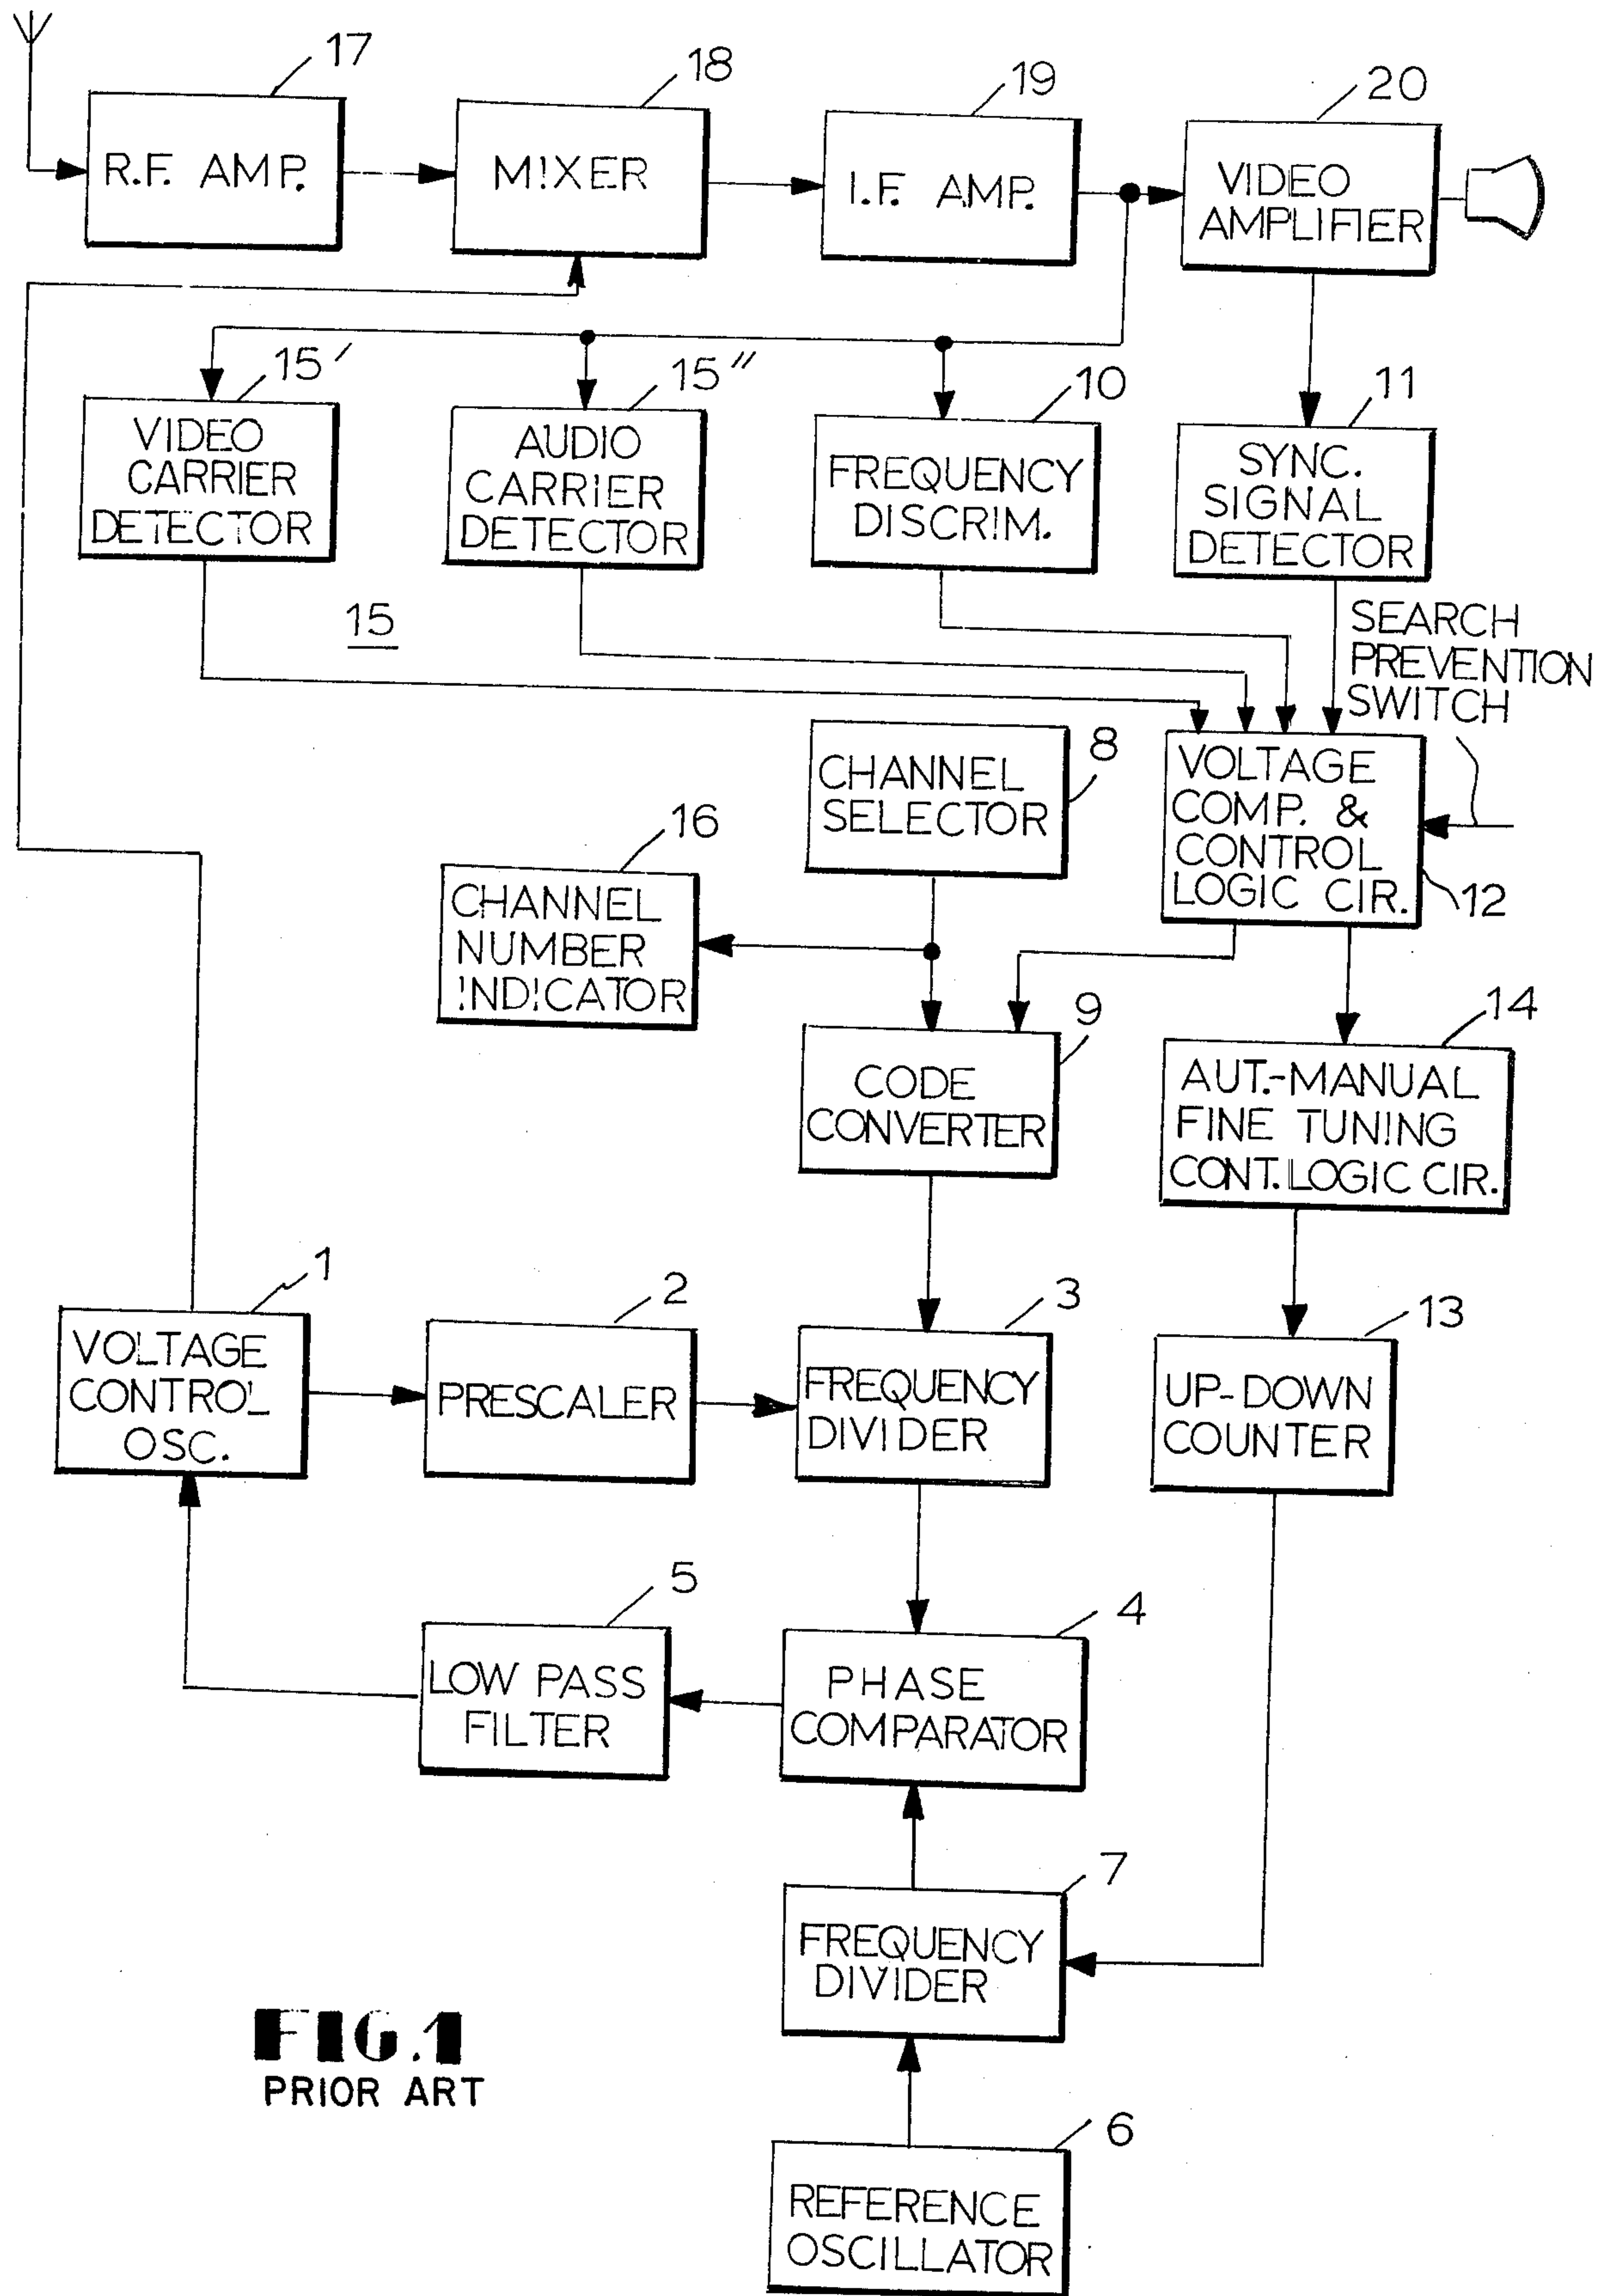 17
R.F. AMP.
18
MIXER
19
I.F. AMP.
20
VIDEO
AMPLIFIER
15'
VIDEO
CARRIER
DETECTOR
15"
AUDIO
CARRIER
DETECTOR
10
FREQUENCY
DISCRIM.
11
SYNC.
SIGNAL
DETECTOR
15
SEARCH
PREVENTION
SWITCH
8
CHANNEL
SELECTOR
VOLTAGE
COMP. &
CONTROL
LOGIC CIR.
12
16
CHANNEL
NUMBER
INDICATOR
9
CODE
CONVERTER
14
AUT.-MANUAL
FINE TUNING
CONT. LOGIC CIR.
1
VOLTAGE
CONTROL
OSC.
2
PRESCALER
3
FREQUENCY
DIVIDER
13
UP-DOWN
COUNTER
5
LOW PASS
FILTER
4
PHASE
COMPARATOR
7
FREQUENCY
DIVIDER
FIG.1
PRIOR ART
6
REFERENCE
OSCILLATOR